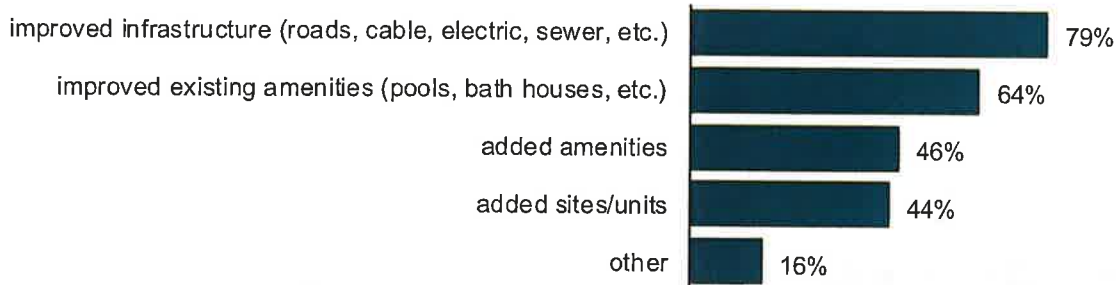 improved infrastructure (roads, cable, electric, sewer, etc.) 79%
improved existing amenities (pools, bath houses, etc.) 64%
added amenities 46%
added sites/units 44%
other 16%